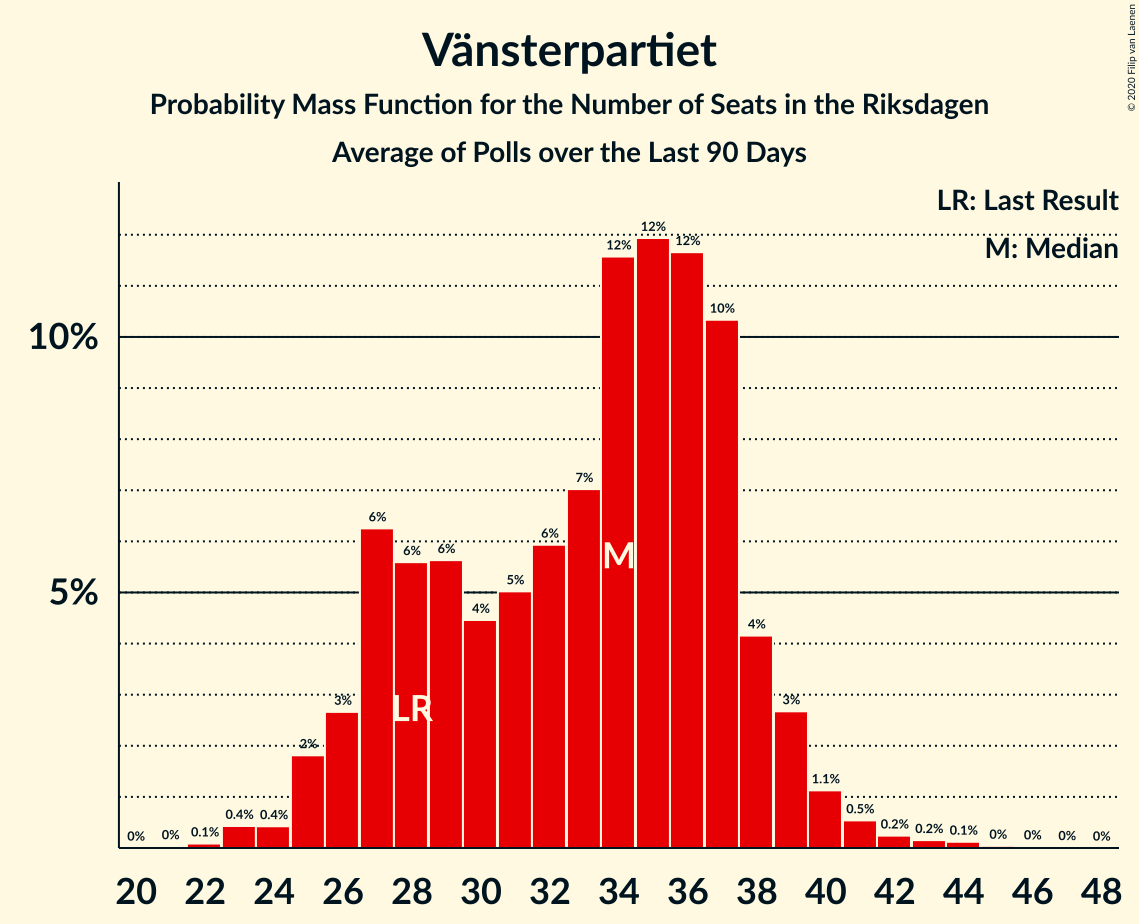 Vänsterpartiet
Probability Mass Function for the Number of Seats in the Riksdagen
Average of Polls over the Last 90 Days
© 2020 Filip van Laenen
LR: Last Result
M: Median
10%
5%
0% 0% 0.1% 0.4% 0.4% 2% 3% 6% 6% 6% 4% 5% 6% 7% 12% 12% 12% 10% 4% 3% 1.1% 0.5% 0.2% 0.2% 0.1% 0% 0% 0% 0%
LR
M
20 22 24 26 28 30 32 34 36 38 40 42 44 46 48